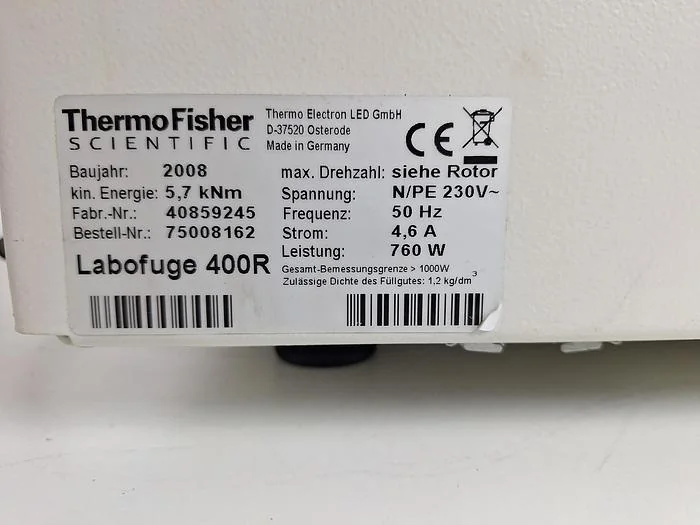 ThermoFisher
SCIENTIFIC
Thermo Electron LED GmbH
D-37520 Osterode
Made in Germany
CE
Baujahr: 2008
kin. Energie: 5,7 kNm
Fabr.-Nr.: 40859245
Bestell-Nr.: 75008162
Labofuge 400R
max. Drehzahl: siehe Rotor
Spannung: N/PE 230V~
Frequenz: 50 Hz
Strom: 4,6 A
Leistung: 760 W
Gesamt-Bemessungsgrenze > 1000W
Zulässige Dichte des Füllgutes: 1,2 kg/dm³